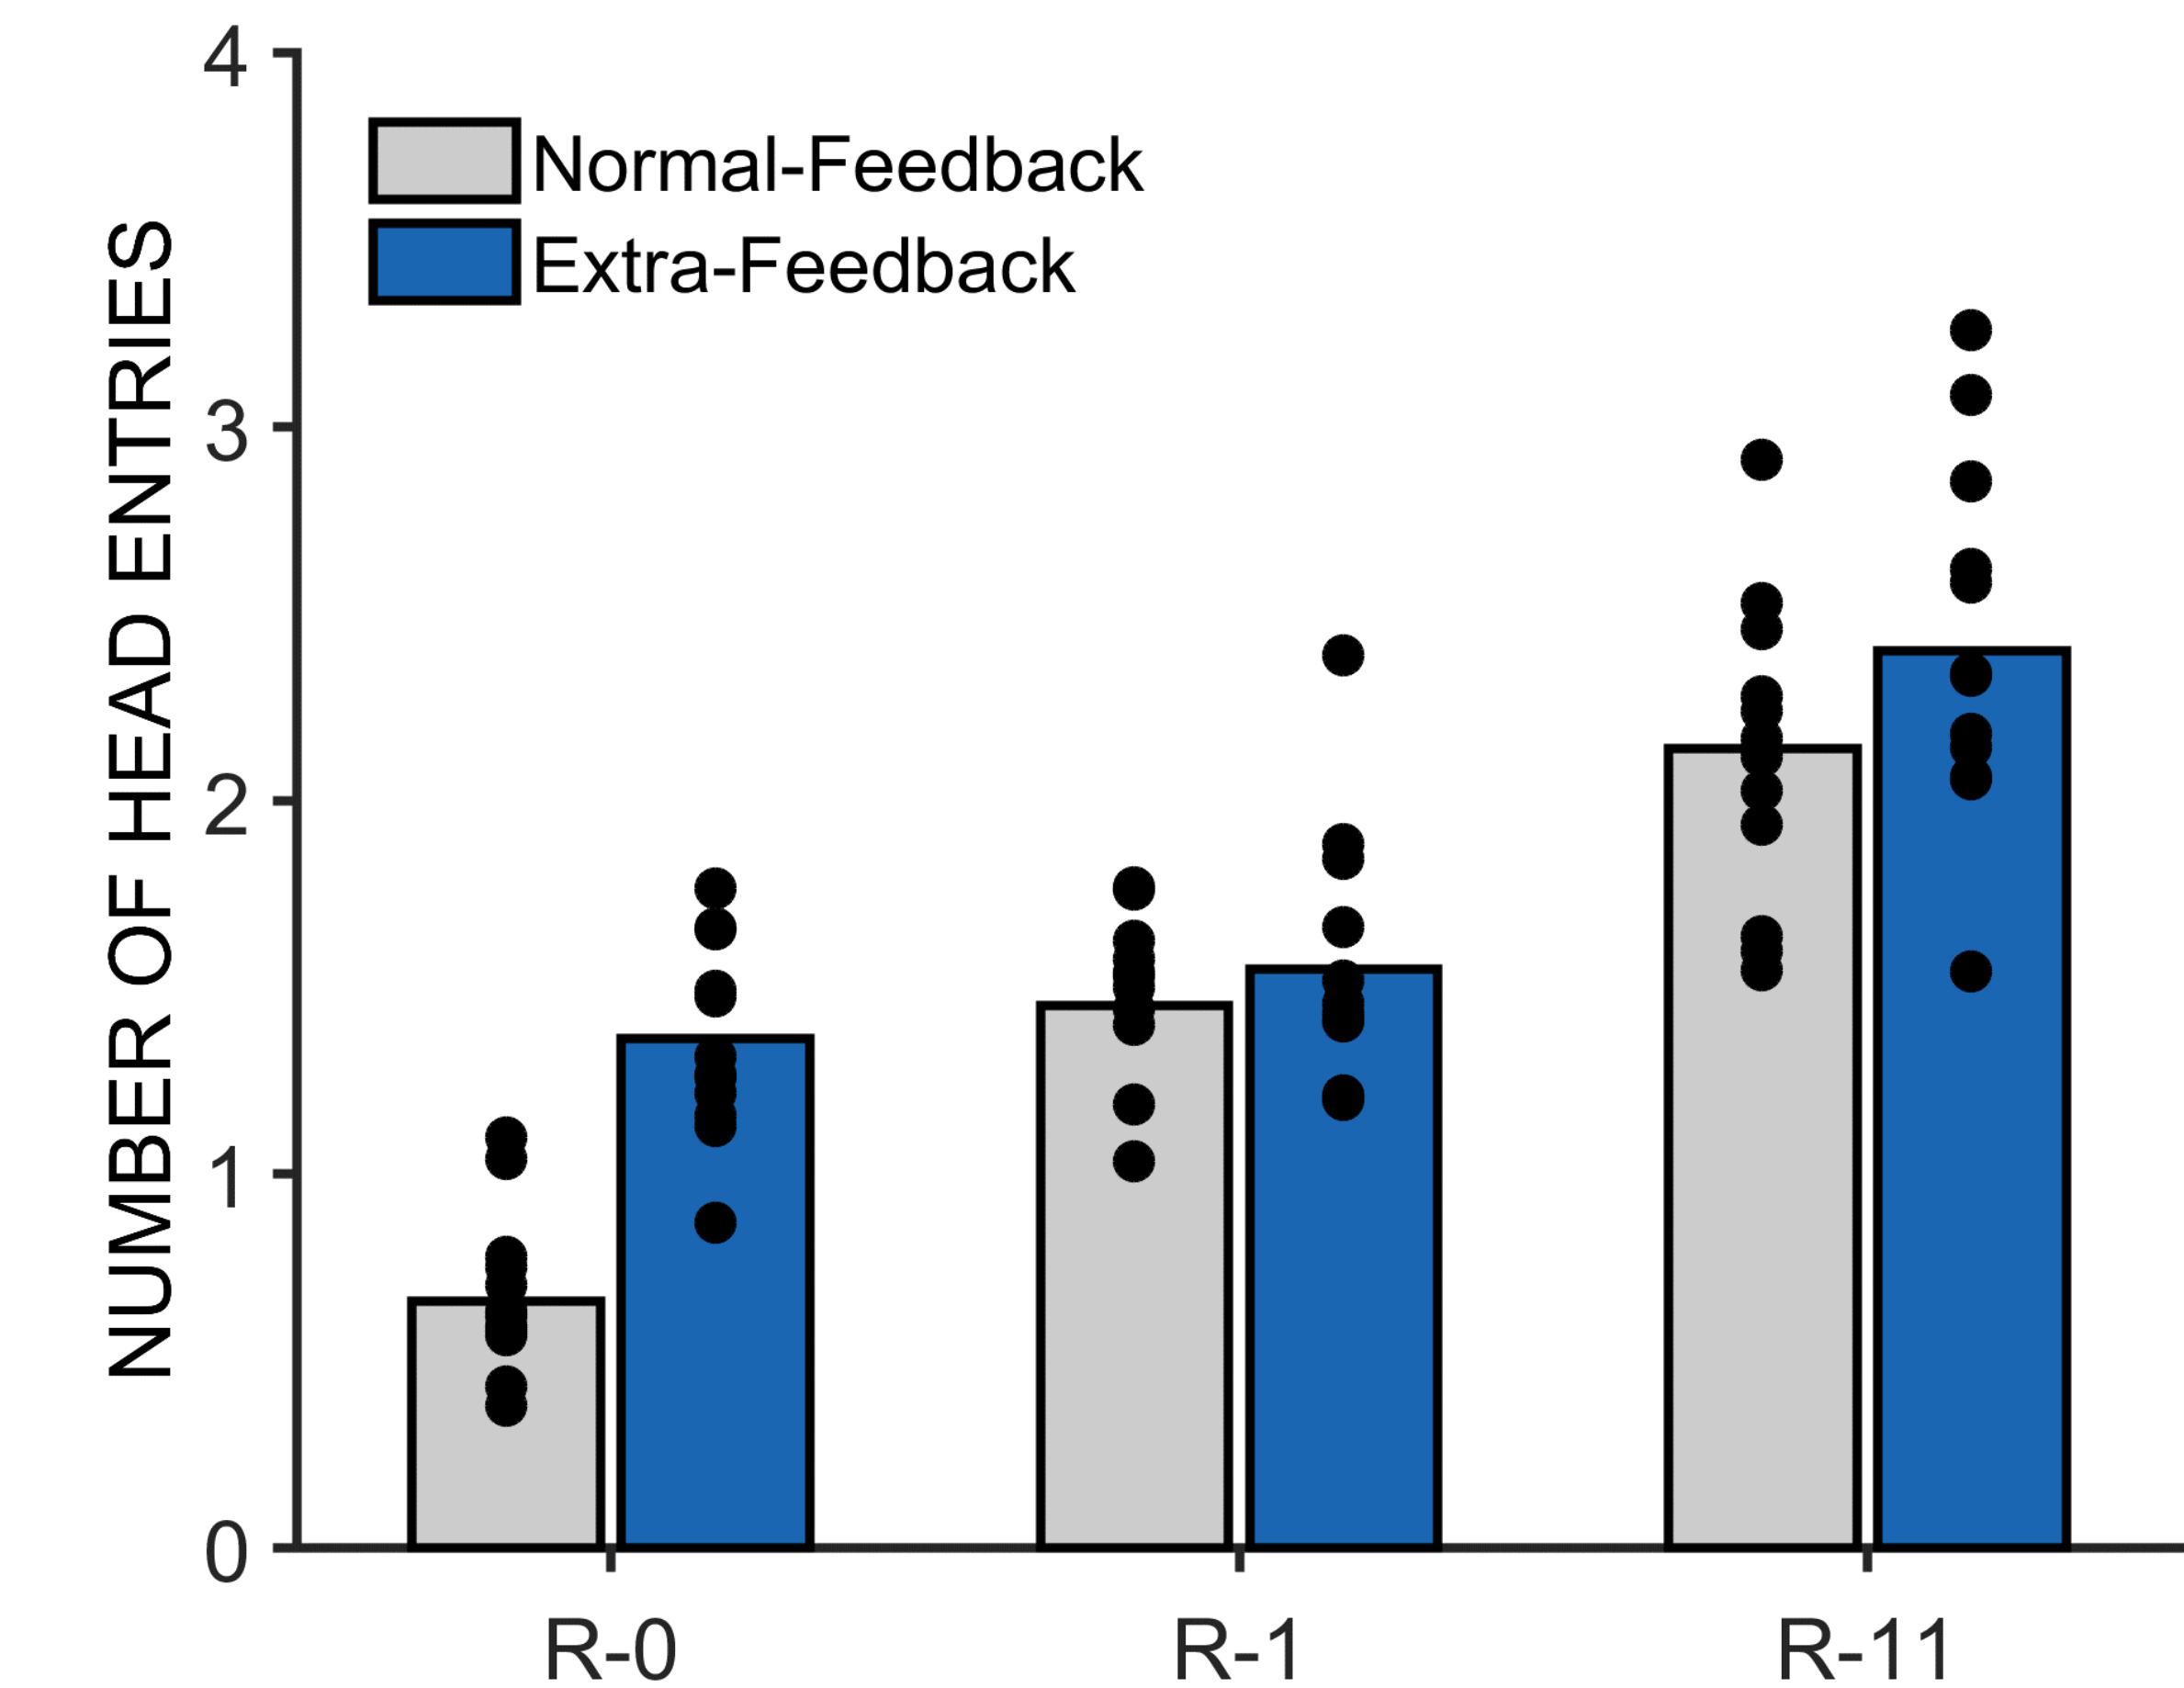 4
Normal-Feedback
Extra-Feedback
3
2
1
0
NUMBER OF HEAD ENTRIES
R-0
R-1
R-11